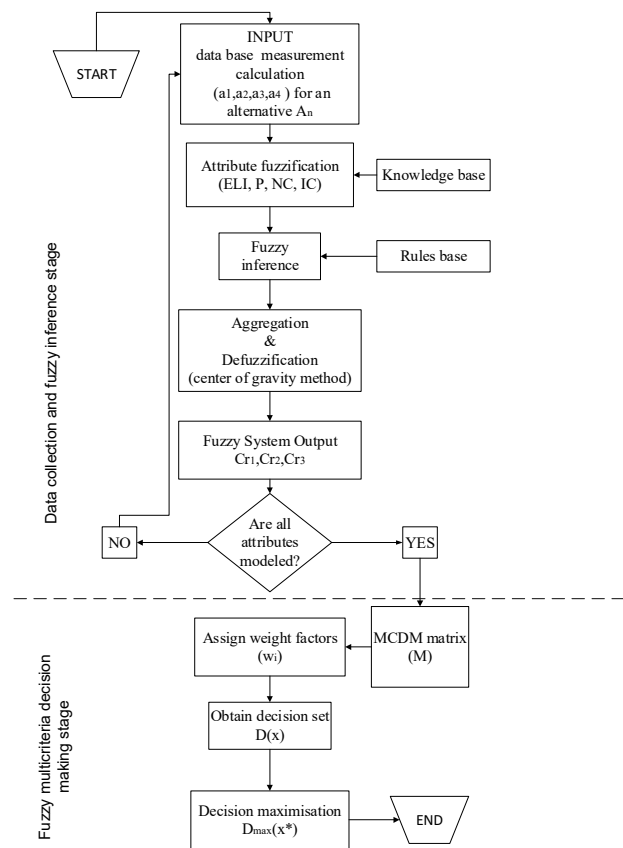 START
INPUT
data base measurement
calculation
(a1,a2,a3,a4 ) for an
alternative An
Attribute fuzzification
(ELI, P, NC, IC)
Knowledge base
Fuzzy
inference
Rules base
Aggregation
&
Defuzzification
(center of gravity method)
Fuzzy System Output
Cr1,Cr2,Cr3
Are all
attributes
modeled?
NO
YES
Data collection and fuzzy inference stage
MCDM matrix
(M)
Assign weight factors
(wi)
Obtain decision set
D(x)
Decision maximisation
Dmax(x*)
END
Fuzzy multicriteria decision
making stage